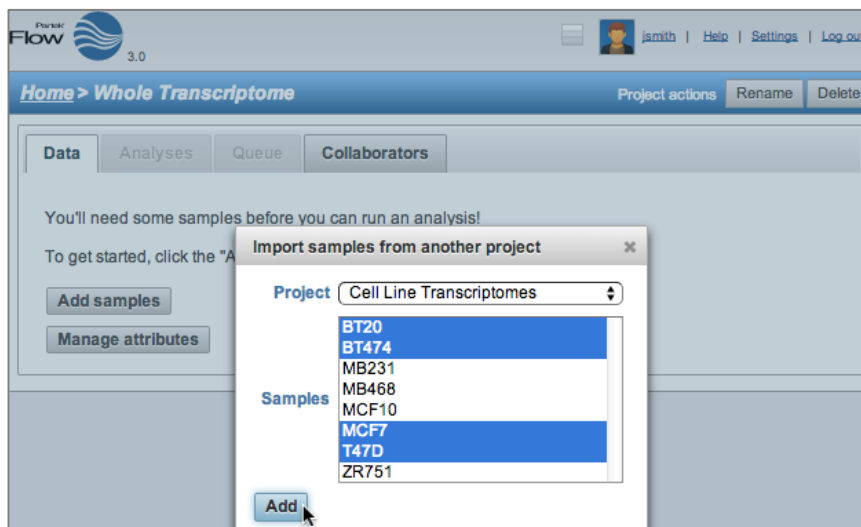 Partek
Flow
3.0
jsmith | Help | Settings | Log out
Home > Whole Transcriptome
Project actions Rename Delete
Data Analyses Queue Collaborators
You'll need some samples before you can run an analysis!
To get started, click the "A
Add samples
Manage attributes
Import samples from another project
Project Cell Line Transcriptomes
Samples
BT20
BT474
MB231
MB468
MCF10
MCF7
T47D
ZR751
Add